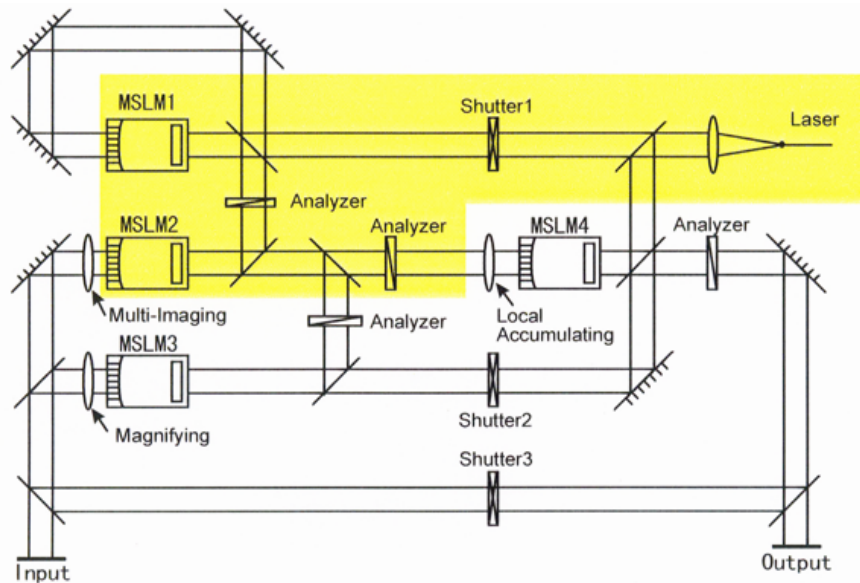 MSLM1
Shutter1
Laser
Analyzer
MSLM2
Analyzer
MSLM4
Analyzer
Multi-Imaging
Analyzer
Local
Accumulating
MSLM3
Magnifying
Shutter2
Shutter3
Input
Output